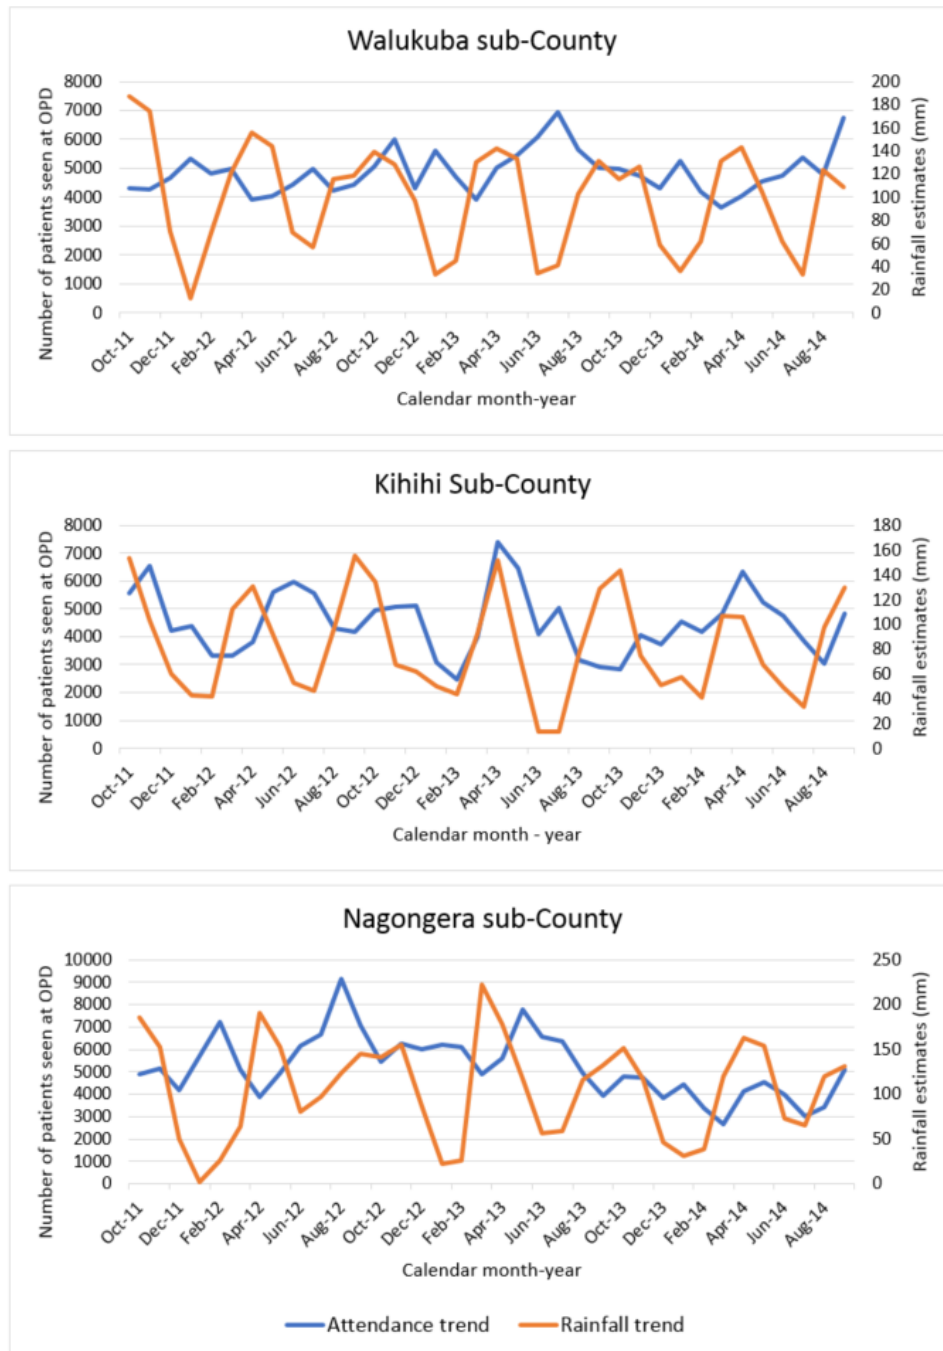 Walukuba sub-County
Number of patients seen at OPD
8000
7000
6000
5000
4000
3000
2000
1000
0
200
180
160
140
120
100
80
60
40
20
0
Rainfall estimates (mm)
Oct-11
Dec-11
Feb-12
Apr-12
Jun-12
Aug-12
Oct-12
Dec-12
Feb-13
Apr-13
Jun-13
Aug-13
Oct-13
Dec-13
Feb-14
Apr-14
Jun-14
Aug-14
Calendar month-year
Kihihi Sub-County
Number of patients seen at OPD
8000
7000
6000
5000
4000
3000
2000
1000
0
180
160
140
120
100
80
60
40
20
0
Rainfall estimates (mm)
Oct-11
Dec-11
Feb-12
Apr-12
Jun-12
Aug-12
Oct-12
Dec-12
Feb-13
Apr-13
Jun-13
Aug-13
Oct-13
Dec-13
Feb-14
Apr-14
Jun-14
Aug-14
Calendar month - year
Nagongera sub-County
Number of patients seen at OPD
10000
9000
8000
7000
6000
5000
4000
3000
2000
1000
0
250
200
150
100
50
0
Rainfall estimates (mm)
Oct-11
Dec-11
Feb-12
Apr-12
Jun-12
Aug-12
Oct-12
Dec-12
Feb-13
Apr-13
Jun-13
Aug-13
Oct-13
Dec-13
Feb-14
Apr-14
Jun-14
Aug-14
Calendar month-year
Attendance trend
Rainfall trend